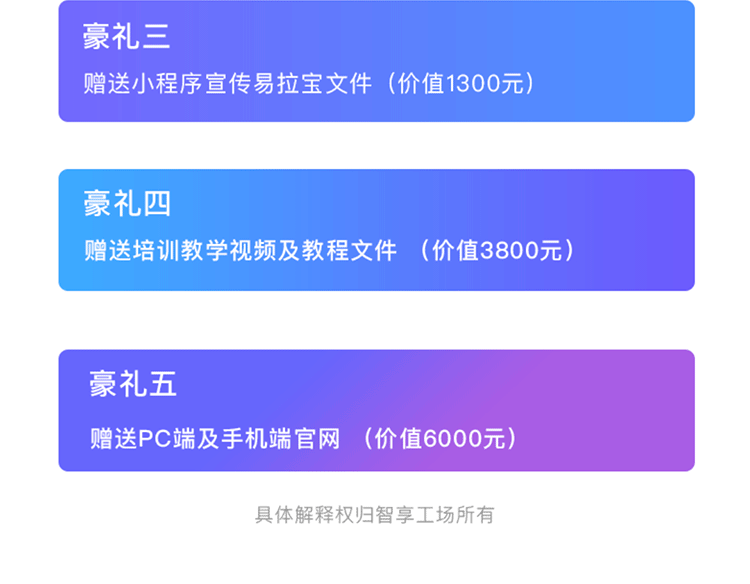 豪礼三
赠送小程序宣传易拉宝文件（价值1300元）
豪礼四
赠送培训教学视频及教程文件 （价值3800元）
豪礼五
赠送PC端及手机端官网 （价值6000元）
具体解释权归智享工场所有